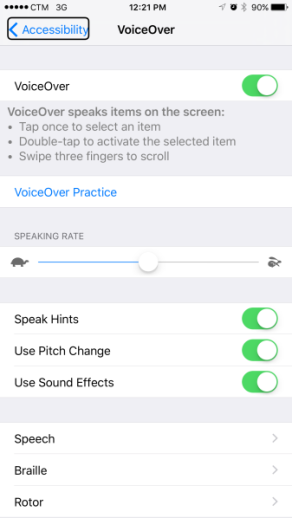 CTM 3G 12:21 PM 90%
Accessibility VoiceOver
VoiceOver
VoiceOver speaks items on the screen:
• Tap once to select an item
• Double-tap to activate the selected item
• Swipe three fingers to scroll
VoiceOver Practice
SPEAKING RATE
Speak Hints
Use Pitch Change
Use Sound Effects
Speech
Braille
Rotor